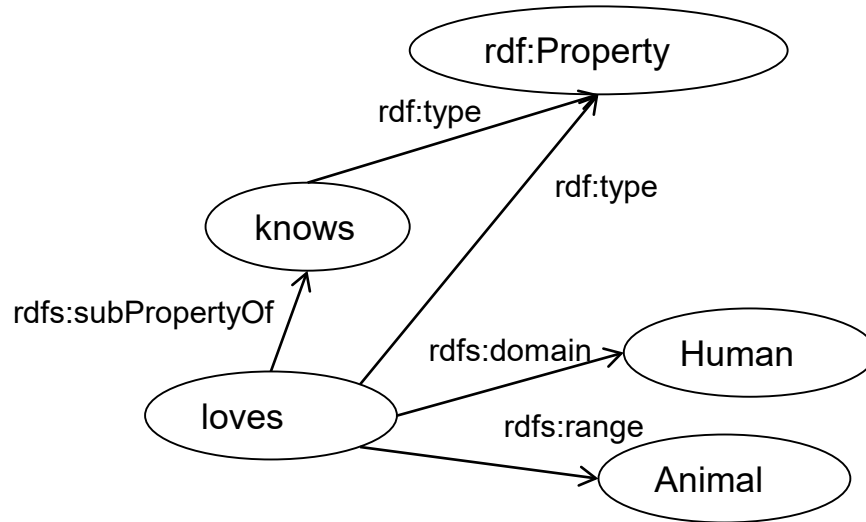 rdf:Property
rdf:type
rdf:type
knows
rdfs:subPropertyOf
rdfs:domain
Human
loves
rdfs:range
Animal